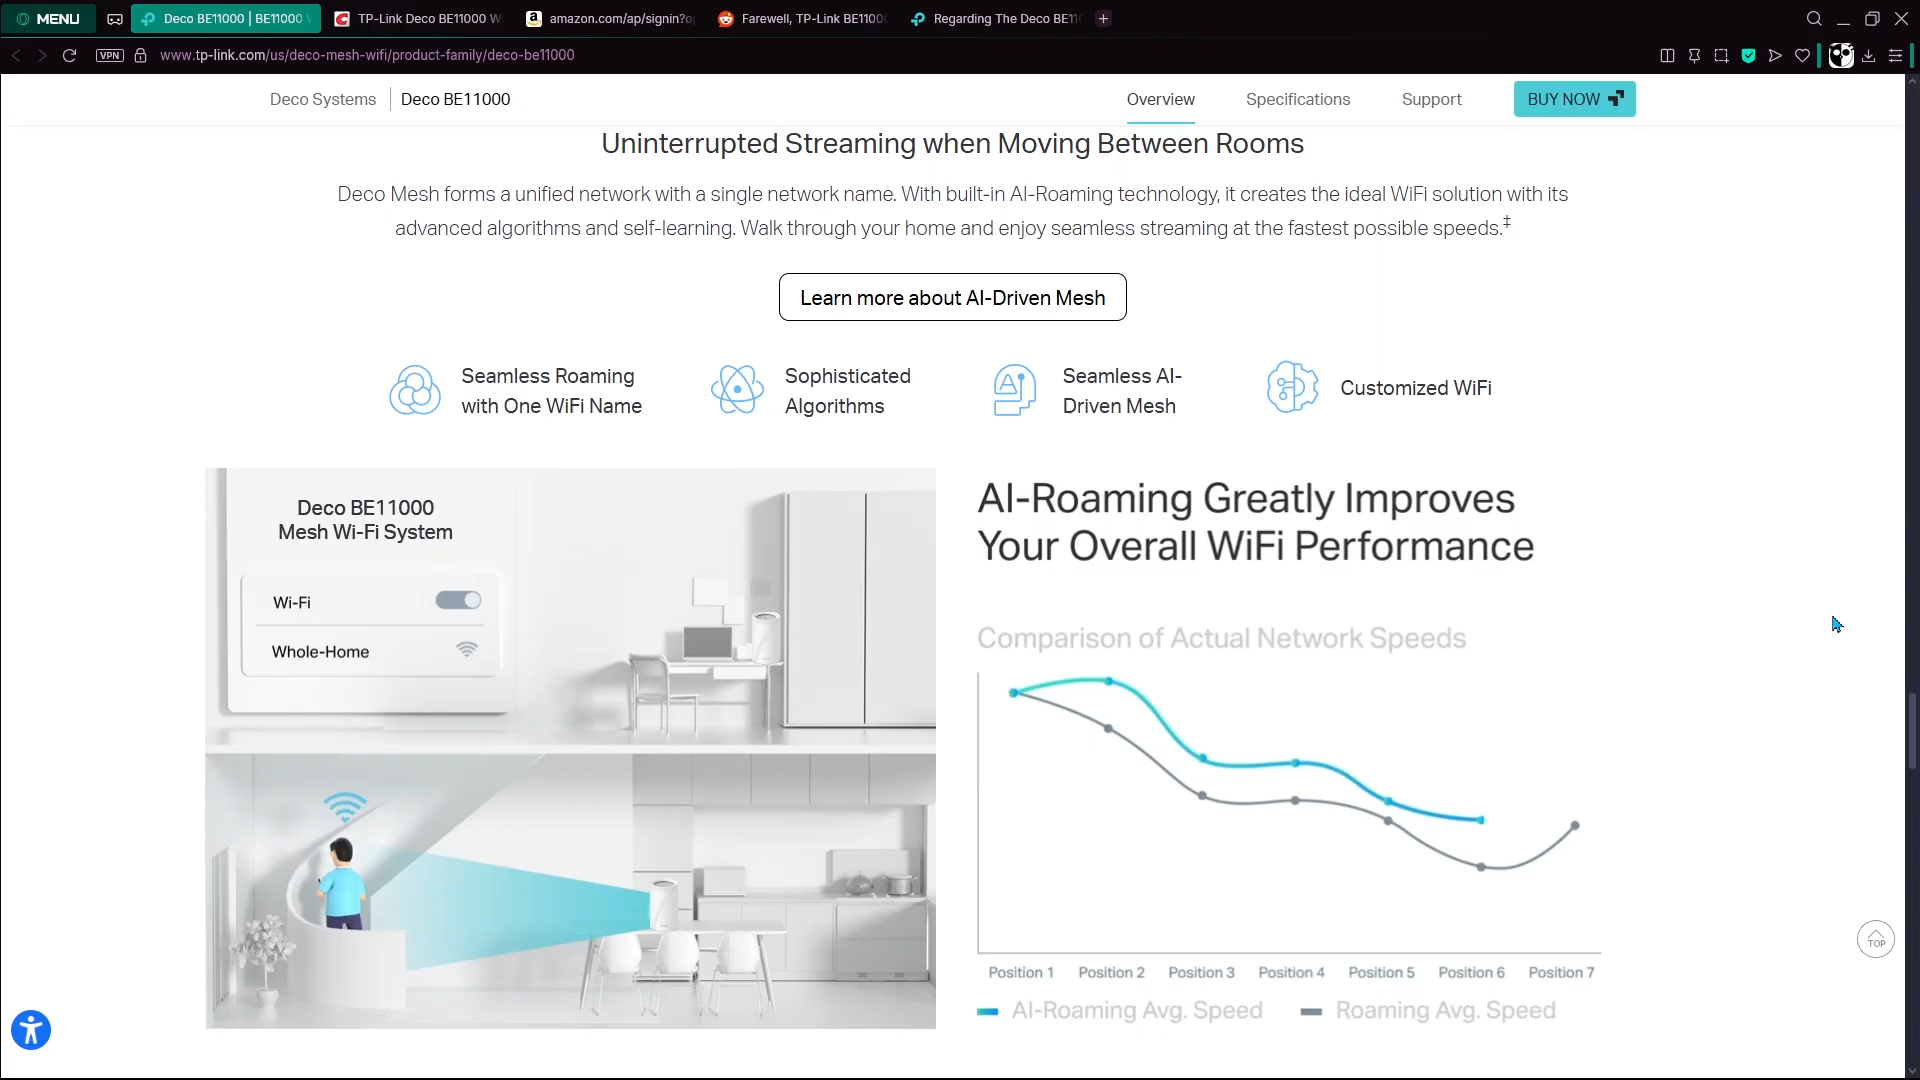 MENU
Deco BE11000 | BE11000
TP-Link Deco BE11000 W
amazon.com/ap/signin?o
Farewell, TP-Link BE1100
Regarding The Deco BE11
VPN
www.tp-link.com/us/deco-mesh-wifi/product-family/deco-be11000
Deco Systems
Deco BE11000
Overview
Specifications
Support
BUY NOW
Uninterrupted Streaming when Moving Between Rooms
Deco Mesh forms a unified network with a single network name. With built-in AI-Roaming technology, it creates the ideal WiFi solution with its
advanced algorithms and self-learning. Walk through your home and enjoy seamless streaming at the fastest possible speeds.‡
Learn more about AI-Driven Mesh
Seamless Roaming
with One WiFi Name
Sophisticated
Algorithms
AI
Seamless AI-
Driven Mesh
Customized WiFi
Deco BE11000
Mesh Wi-Fi System
Wi-Fi
Whole-Home
AI-Roaming Greatly Improves
Your Overall WiFi Performance
Comparison of Actual Network Speeds
Position 1
Position 2
Position 3
Position 4
Position 5
Position 6
Position 7
AI-Roaming Avg. Speed
Roaming Avg. Speed
TOP